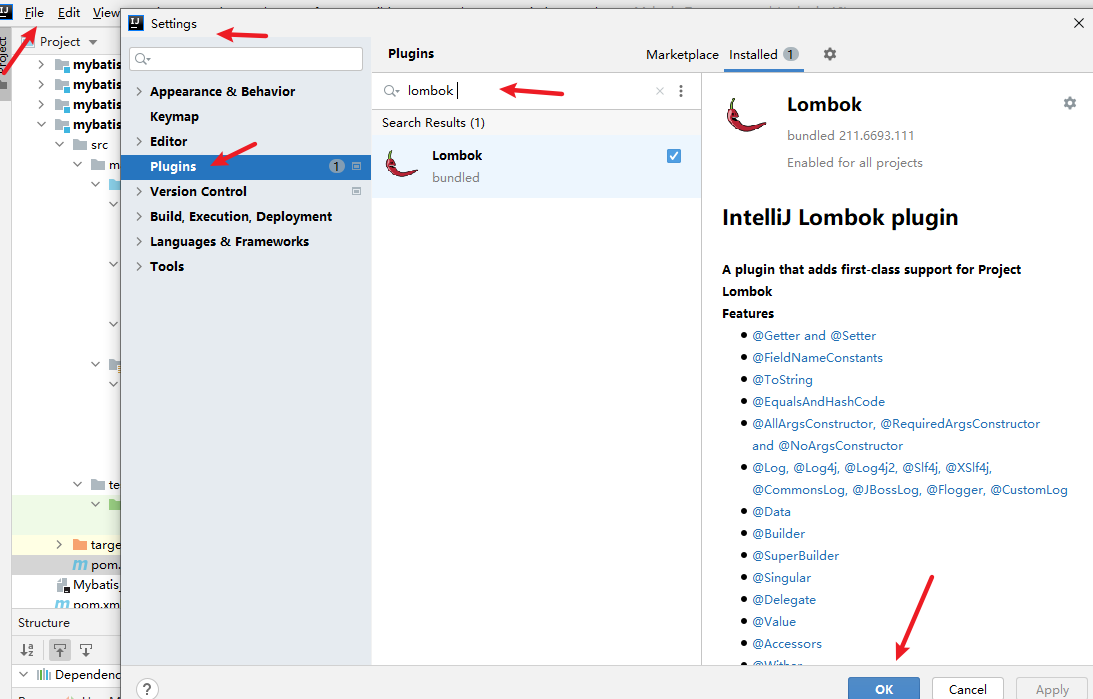 File Edit View
Settings
Project
Project
mybatis
mybatis
mybatis
mybatis
src
te
targe
pom.
Mybatis
pom.xm
Structure
Dependenc
Appearance & Behavior
Keymap
Editor
Plugins 1
Version Control
Build, Execution, Deployment
Languages & Frameworks
Tools
?
Plugins
Marketplace Installed 1
lombok
Search Results (1)
Lombok
bundled
Lombok
bundled 211.6693.111
Enabled for all projects
IntelliJ Lombok plugin
A plugin that adds first-class support for Project
Lombok
Features
@Getter and @Setter
@FieldNameConstants
@ToString
@EqualsAndHashCode
@AllArgsConstructor, @RequiredArgsConstructor
and @NoArgsConstructor
@Log, @Log4j, @Log4j2, @Slf4j, @XSlf4j,
@CommonsLog, @JBossLog, @Flogger, @CustomLog
@Data
@Builder
@SuperBuilder
@Singular
@Delegate
@Value
@Accessors
@Wither
OK Cancel Apply